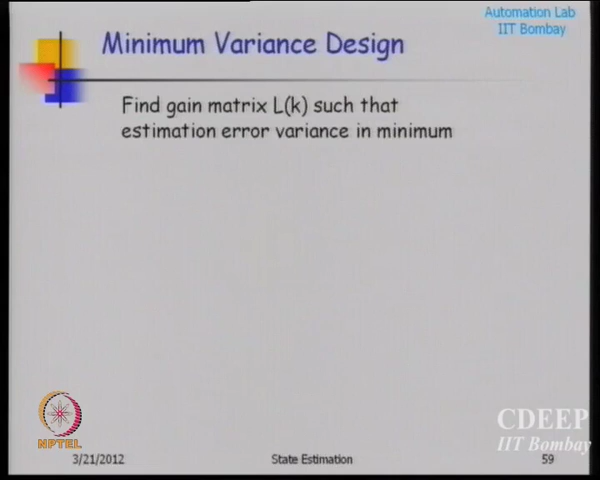 Automation Lab
IIT Bombay
Minimum Variance Design
Find gain matrix L(k) such that
estimation error variance in minimum
NPTEL
CDEEP
IIT Bombay
3/21/2012
State Estimation
59